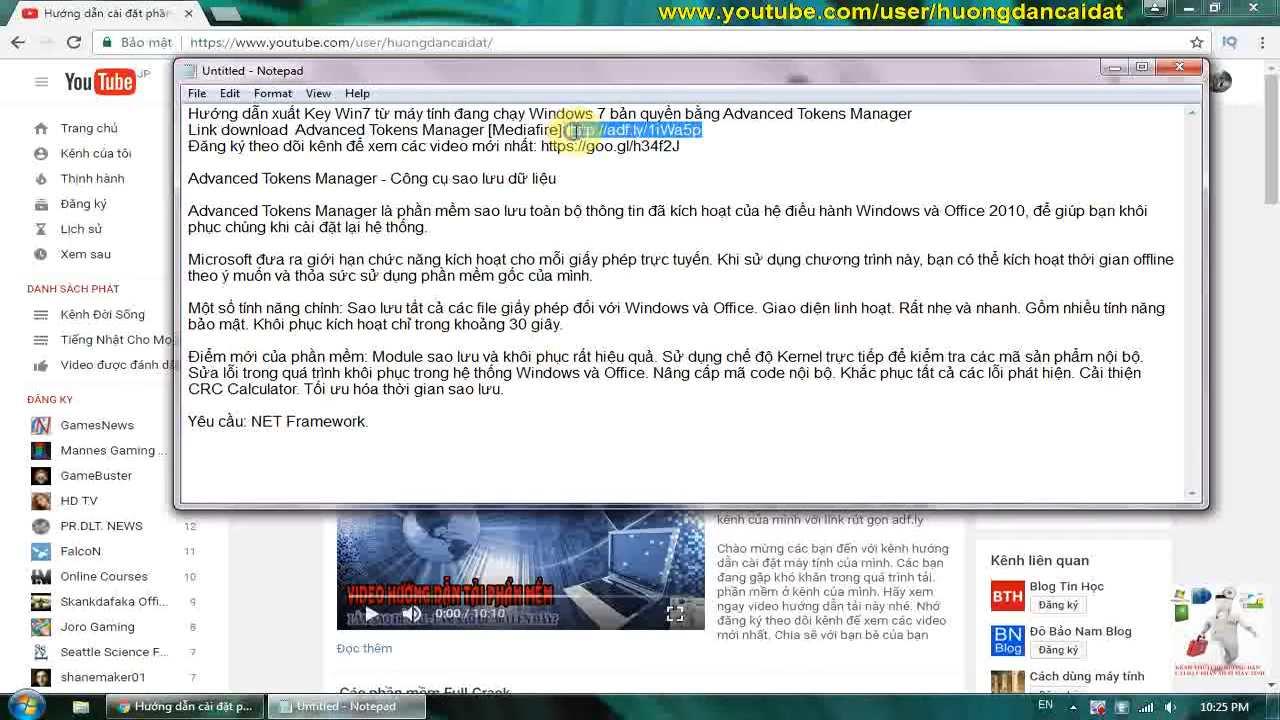 Hướng dẫn cài đặt phần
www.youtube.com/user/huongdancaidat
Bảo mật
https://www.youtube.com/user/huongdancaidat/
YouTube JP
Trang chủ
Kênh của tôi
Thịnh hành
Đăng ký
Lịch sử
Xem sau
DANH SÁCH PHÁT
Kênh Đời Sống
Tiếng Nhật Cho Mọ
Video được đánh dấ
ĐĂNG KÝ
GamesNews
Mannes Gaming ...
GameBuster
HD TV
PR.DLT. NEWS 12
FalcoN 11
Online Courses 10
Skankdafaka Offi... 9
Joro Gaming 8
Seattle Science F... 7
shanemaker01 7
Untitled - Notepad
File Edit Format View Help
Hướng dẫn xuất Key Win7 từ máy tính đang chạy Windows 7 bản quyền bằng Advanced Tokens Manager
Link download Advanced Tokens Manager [Mediafire] http://adf.ly/1iWa5p
Đăng ký theo dõi kênh để xem các video mới nhất: https://goo.gl/h34f2J
Advanced Tokens Manager - Công cụ sao lưu dữ liệu
Advanced Tokens Manager là phần mềm sao lưu toàn bộ thông tin đã kích hoạt của hệ điều hành Windows và Office 2010, để giúp bạn khôi
phục chúng khi cài đặt lại hệ thống.
Microsoft đưa ra giới hạn chức năng kích hoạt cho mỗi giấy phép trực tuyến. Khi sử dụng chương trình này, bạn có thể kích hoạt thời gian offline
theo ý muốn và thỏa sức sử dụng phần mềm gốc của mình.
Một số tính năng chính: Sao lưu tất cả các file giấy phép đối với Windows và Office. Giao diện linh hoạt. Rất nhẹ và nhanh. Gồm nhiều tính năng
bảo mật. Khôi phục kích hoạt chỉ trong khoảng 30 giây.
Điểm mới của phần mềm: Module sao lưu và khôi phục rất hiệu quả. Sử dụng chế độ Kernel trực tiếp để kiểm tra các mã sản phẩm nội bộ.
Sửa lỗi trong quá trình khôi phục trong hệ thống Windows và Office. Nâng cấp mã code nội bộ. Khắc phục tất cả các lỗi phát hiện. Cải thiện
CRC Calculator. Tối ưu hóa thời gian sao lưu.
Yêu cầu: NET Framework.
VIDEO HƯỚNG DẪN TẢI PHẦN MỀM
0:00 / 10:10
Đọc thêm
Các phần mềm Full Crack
kênh của mình với link rút gọn adf.ly
Chào mừng các bạn đến với kênh hướng
dẫn cài đặt máy tính của mình. Các bạn
đang gặp khó khăn trong quá trình tải.
phần mềm ở kênh của mình. Hãy xem
ngay video hướng dẫn tải này nhé. Nhớ
đăng ký theo dõi kênh để xem các video
mới nhất. Chia sẽ với bạn bè của bạn
Kênh liên quan
BTH
Blog Tin Học
Đăng ký
BN Blog
Đỗ Bảo Nam Blog
Đăng ký
Cách dùng máy tính
Hướng dẫn cài đặt p...
Untitled - Notepad
EN
10:25 PM